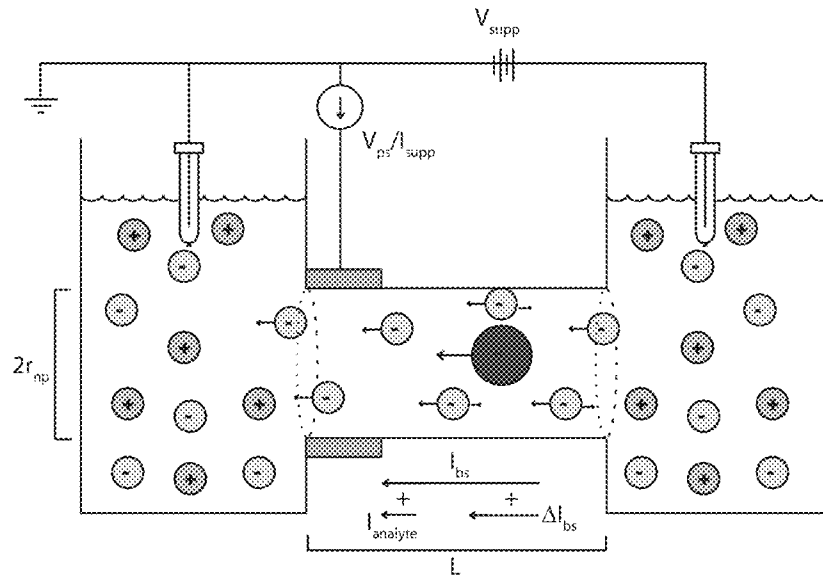 V_supp
V_ps/I_supp
2r_np
I_bs
+ +
I_analyte ΔI_bs
L